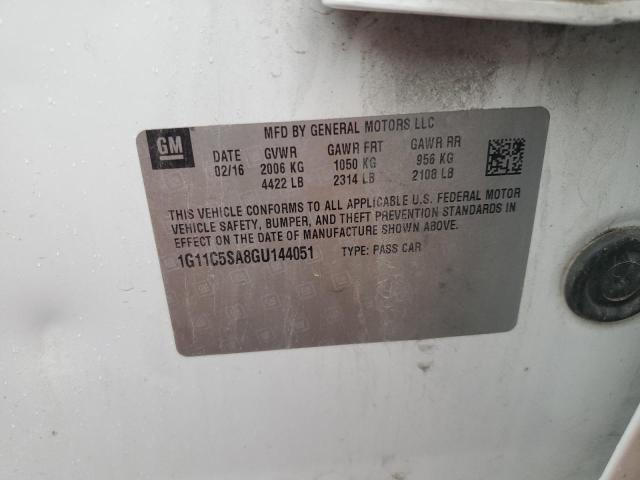 MFD BY GENERAL MOTORS LLC
GM
DATE GVWR GAWR FRT GAWR RR
02/16 2006 KG 1050 KG 956 KG
4422 LB 2314 LB 2108 LB
THIS VEHICLE CONFORMS TO ALL APPLICABLE U.S. FEDERAL MOTOR
VEHICLE SAFETY, BUMPER, AND THEFT PREVENTION STANDARDS IN
EFFECT ON THE DATE OF MANUFACTURE SHOWN ABOVE.
1G11C5SA8GU144051 TYPE: PASS CAR